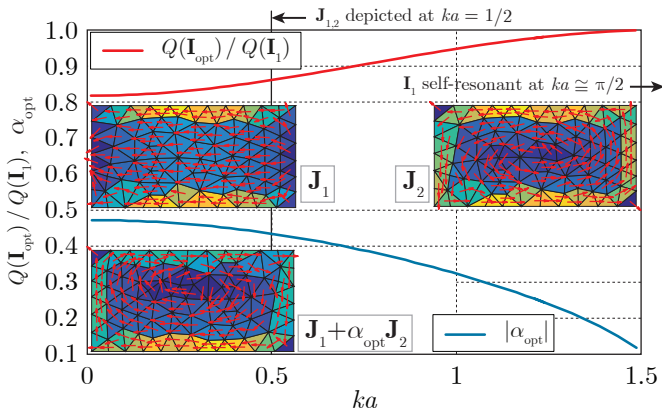 J1,2 depicted at ka = 1/2
1.0
Q(Iopt) / Q(I1)
0.9
I1 self-resonant at ka ≅ π/2
0.8
0.7
J1
J2
0.6
0.5
0.4
0.3
J1+αoptJ2
|αopt|
0.2
0.1
0
0.5
1
1.5
ka
Q(Iopt) / Q(I1), αopt